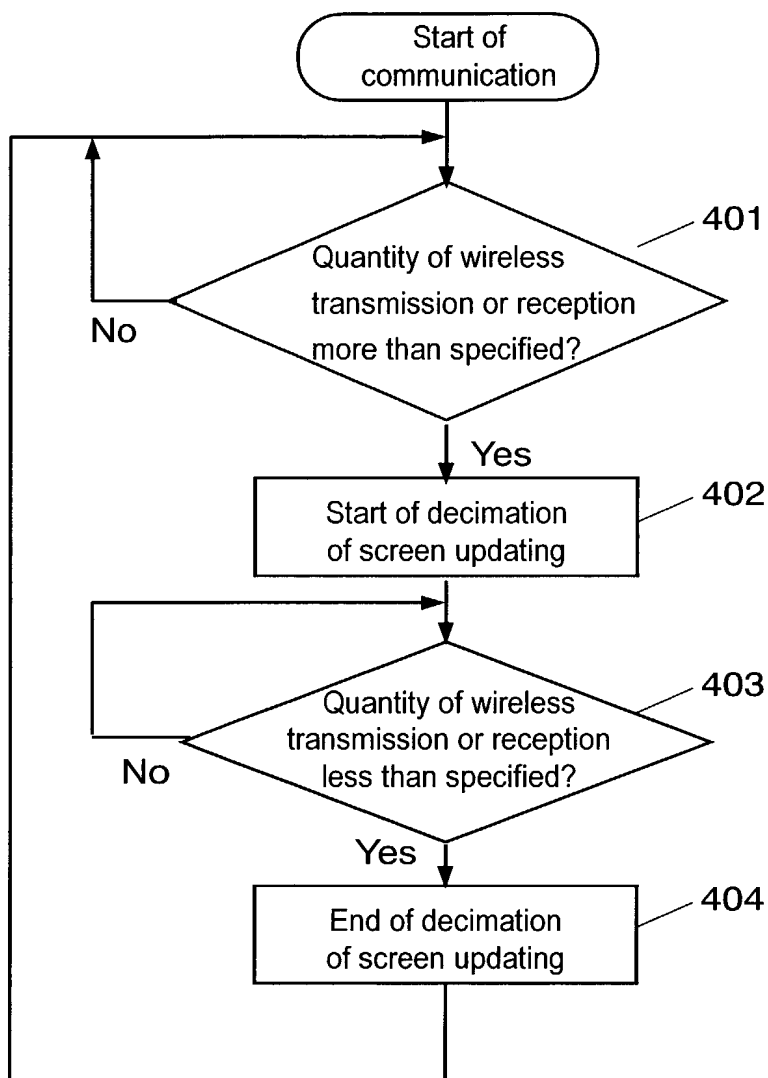 Start of
communication
401
Quantity of wireless
transmission or reception
more than specified?
No
Yes
402
Start of decimation
of screen updating
403
Quantity of wireless
transmission or reception
less than specified?
No
Yes
404
End of decimation
of screen updating